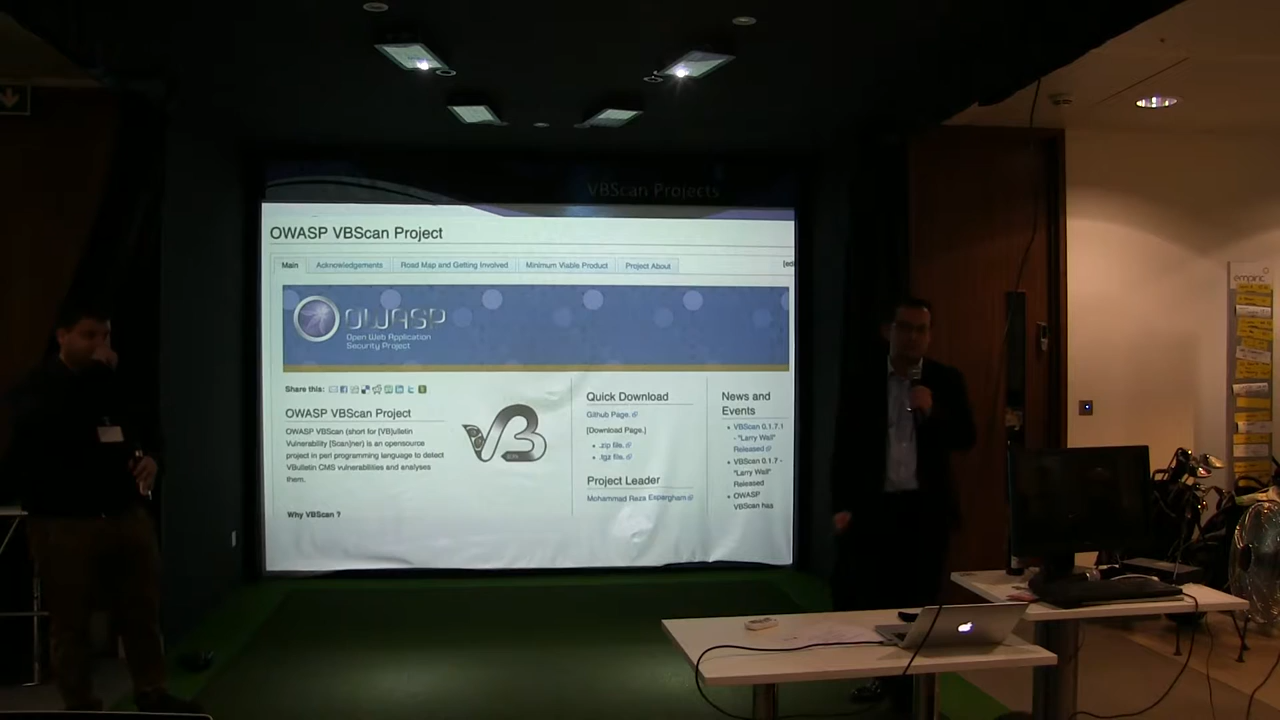 VBScan Projects
OWASP VBScan Project
[edi
Main
Acknowledgements
Road Map and Getting Involved
Minimum Viable Product
Project About
OWASP
Open Web Application
Security Project
Share this:
OWASP VBScan Project
OWASP VBScan (short for [VB]ulletin
Vulnerability [Scan]ner) is an opensource
project in perl programming language to detect
VBulletin CMS vulnerabilities and analyses
them.
Why VBScan ?
VB
Quick Download
Github Page.
[Download Page.]
• .zip file.
• .tgz file.
Project Leader
Mohammad Reza Espargham
News and
Events
• VBScan 0.1.7.1
- "Larry Wall"
Released
• VBScan 0.1.7 -
"Larry Wall"
Released
• OWASP
VBScan has
empiric